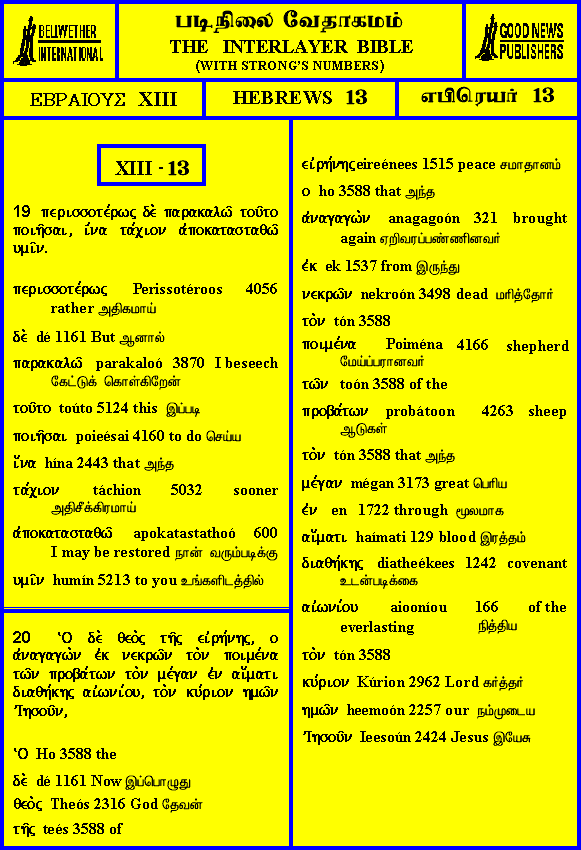 BELLWETHER
INTERNATIONAL
படிநிலை வேதாகமம்
THE INTERLAYER BIBLE
(WITH STRONG'S NUMBERS)
GOOD NEWS
PUBLISHERS
ΕΒΡΑΙΟΥΣ XIII
HEBREWS 13
எபிரெயர் 13
XIII - 13
19 περισσοτέρως δὲ παρακαλῶ τοῦτο
ποιῆσαι, ἵνα τάχιον ἀποκατασταθῶ
υμῖν.
περισσοτέρως Perissotéroos 4056
rather அதிகமாய்
δὲ dé 1161 But ஆனால்
παρακαλῶ parakaloó 3870 I beseech
கேட்டுக் கொள்கிறேன்
τοῦτο toúto 5124 this இப்படி
ποιῆσαι poieésai 4160 to do செய்ய
ἵνα hína 2443 that அந்த
τάχιον táchion 5032 sooner
அதிசீக்கிரமாய்
ἀποκατασταθῶ apokatastathoó 600
I may be restored நான் வரும்படிக்கு
υμῖν humín 5213 to you உங்களிடத்தில்
20 Ὁ δὲ θεὸς τῆς εἰρήνης, ο
ἀναγαγὼν ἐκ νεκρῶν τὸν ποιμένα
τῶν προβάτων τὸν μέγαν ἐν αἵματι
διαθήκης αἰωνίου, τὸν κύριον ημῶν
Ἰησοῦν,
Ὁ Ho 3588 the
δὲ dé 1161 Now இப்பொழுது
θεὸς Theós 2316 God தேவன்
τῆς teés 3588 of
εἰρήνης eireénees 1515 peace சமாதானம்
ο ho 3588 that அந்த
ἀναγαγὼν anagagoón 321 brought
again ஏறிவரப்பண்ணினவர்
ἐκ ek 1537 from இருந்து
νεκρῶν nekroón 3498 dead மரித்தோர்
τὸν tón 3588
ποιμένα Poiména 4166 shepherd
மேய்ப்பரானவர்
τῶν toón 3588 of the
προβάτων probátoon 4263 sheep
ஆடுகள்
τὸν tón 3588 that அந்த
μέγαν mégan 3173 great பெரிய
ἐν en 1722 through மூலமாக
αἵματι haímati 129 blood இரத்தம்
διαθήκης diatheékees 1242 covenant
உடன்படிக்கை
αἰωνίου aiooníou 166 of the
everlasting நித்திய
τὸν tón 3588
κύριον Kúrion 2962 Lord கர்த்தர்
ημῶν heemoón 2257 our நம்முடைய
Ἰησοῦν Ieesoún 2424 Jesus இயேசு